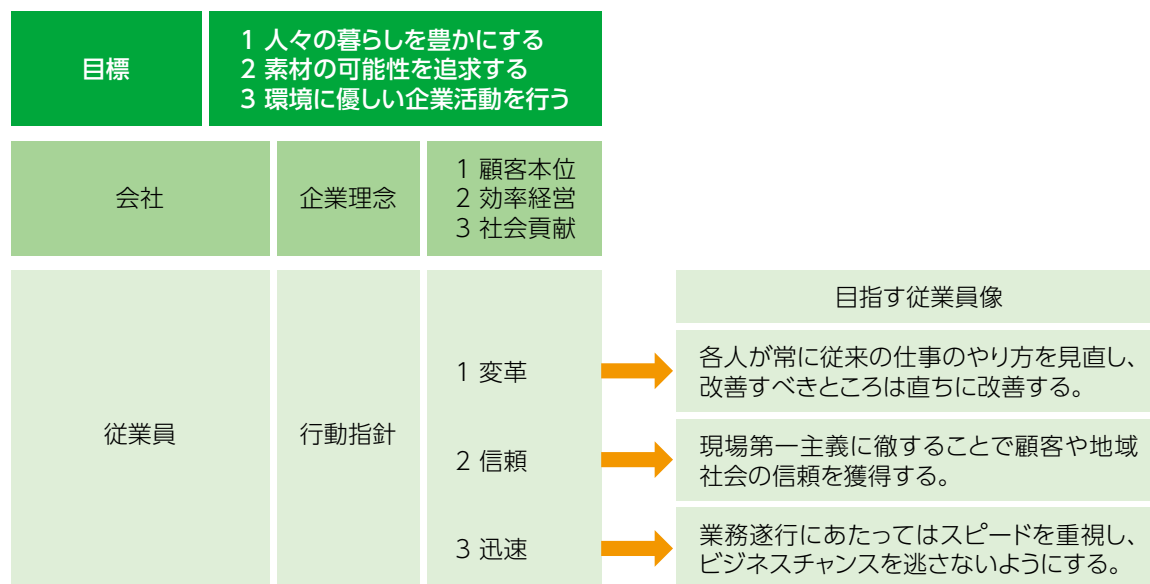 目標
1 人々の暮らしを豊かにする
2 素材の可能性を追求する
3 環境に優しい企業活動を行う
会社
企業理念
1 顧客本位
2 効率経営
3 社会貢献
従業員
行動指針
目指す従業員像
1 変革
各人が常に従来の仕事のやり方を見直し、
改善すべきところは直ちに改善する。
2 信頼
現場第一主義に徹することで顧客や地域
社会の信頼を獲得する。
3 迅速
業務遂行にあたってはスピードを重視し、
ビジネスチャンスを逃さないようにする。